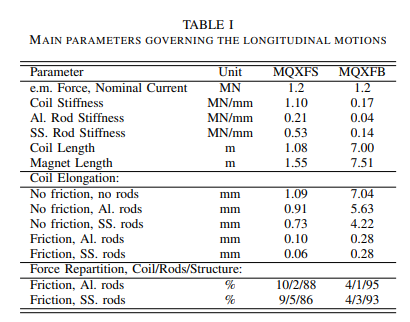 TABLE I
MAIN PARAMETERS GOVERNING THE LONGITUDINAL MOTIONS
Parameter Unit MQXFS MQXFB
e.m. Force, Nominal Current MN 1.2 1.2
Coil Stiffness MN/mm 1.10 0.17
Al. Rod Stiffness MN/mm 0.21 0.04
SS. Rod Stiffness MN/mm 0.53 0.14
Coil Length m 1.08 7.00
Magnet Length m 1.55 7.51
Coil Elongation:
No friction, no rods mm 1.09 7.04
No friction, Al. rods mm 0.91 5.63
No friction, SS. rods mm 0.73 4.22
Friction, Al. rods mm 0.10 0.28
Friction, SS. rods mm 0.06 0.28
Force Repartition, Coil/Rods/Structure:
Friction, Al. rods % 10/2/88 4/1/95
Friction, SS. rods % 9/5/86 4/3/93